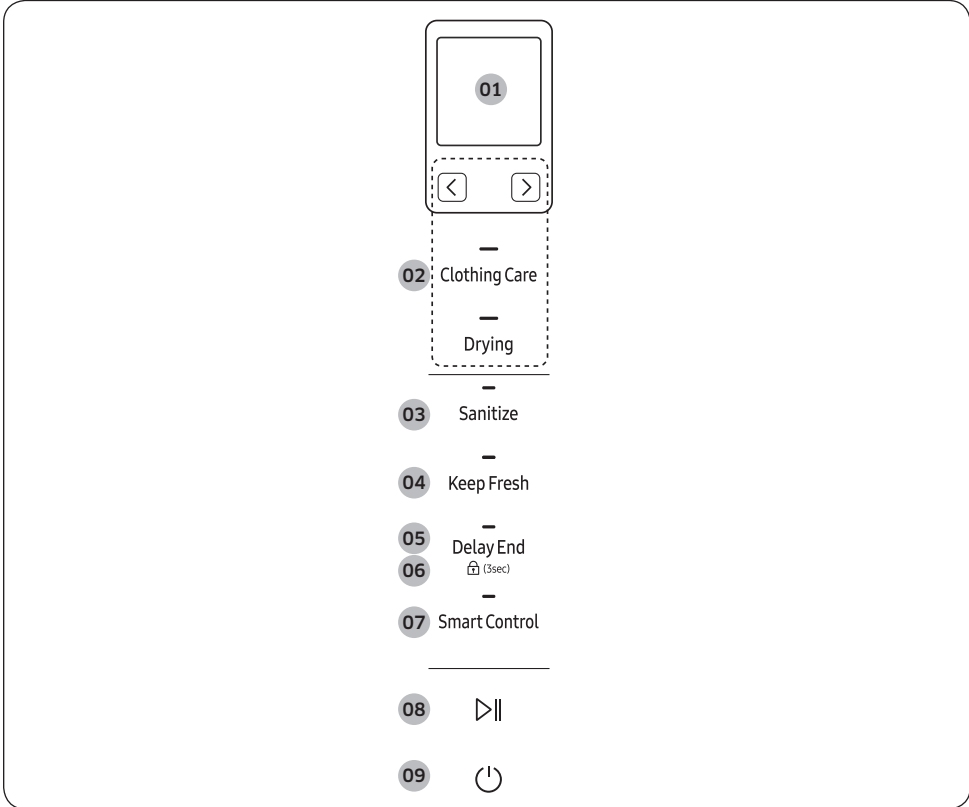 01
02 Clothing Care
Drying
03 Sanitize
04 Keep Fresh
05 Delay End
06 (3sec)
07 Smart Control
08
09